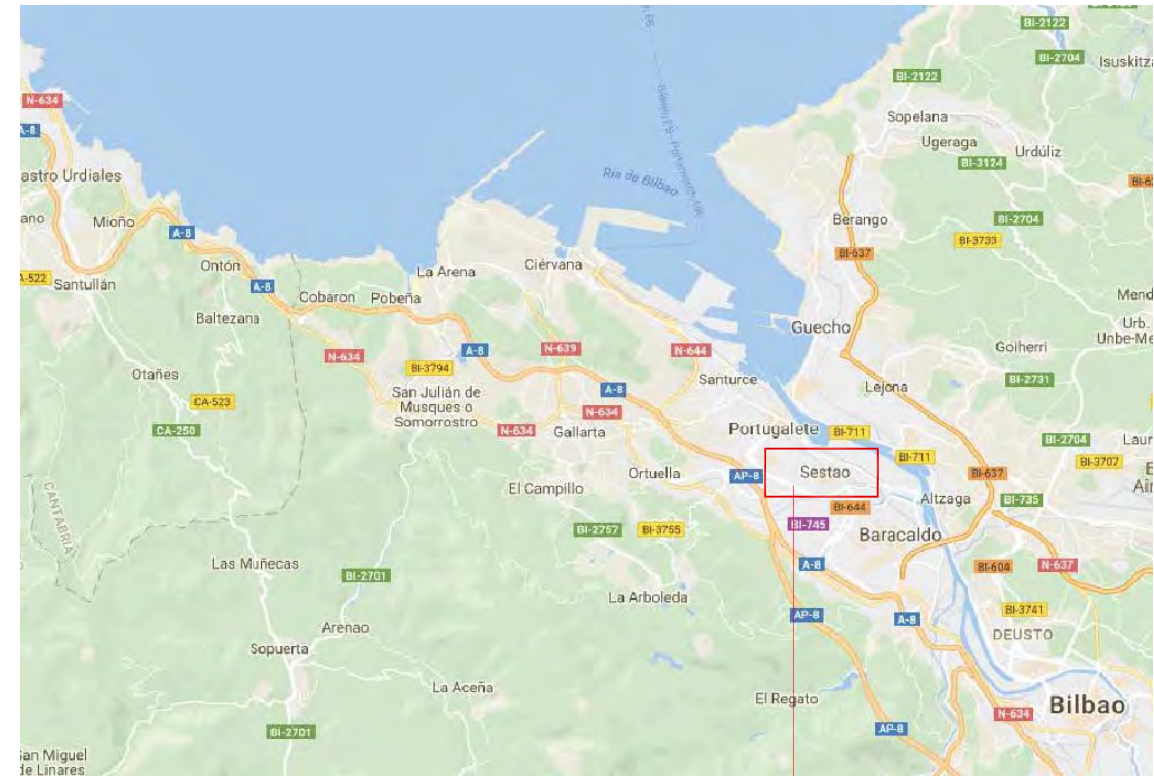 BI-2122
BI-2704
Isuskitz
BI-2122
N-634
Sopelana
A-8
Ugeraga
Urdúliz
BI-3124
astro Urdiales
Ria de Bilbao
ano
Mioño
Berango
BI-2704
A-8
BI-3733
BI-637
Ontón
La Arena
Ciérvana
A-522
Santullán
A-8
Cobaron
Pobeña
Mend
Baltezana
Guecho
Urb.
Unbe-Me
Goiherri
N-634
A-8
N-639
N-644
BI-3794
Otañes
Santurce
Lejona
BI-2731
San Julián de
Musques o
Somorrostro
A-8
CA-523
N-634
CA-250
N-634
Gallarta
Portugalete
BI-711
BI-2704
Laur
BI-711
BI-3707
Ortuella
AP-8
Sestao
BI-637
El Campillo
Altzaga
BI-735
BI-644
CANTABRIA
BI-2757
BI-3755
BI-745
Baracaldo
Las Muñecas
A-8
BI-604
N-637
BI-2701
La Arboleda
AP-8
A-8
BI-3741
Arenao
DEUSTO
Sopuerta
La Aceña
El Regato
Bilbao
N-634
BI-2701
AP-8
an Miguel
de Linares